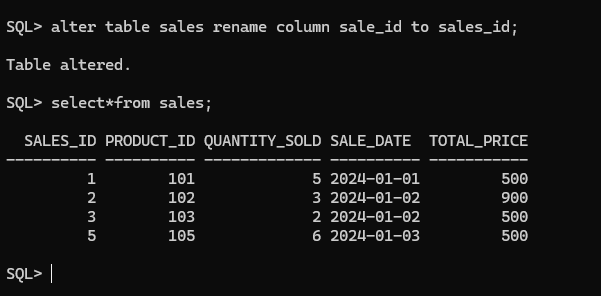 SQL> alter table sales rename column sale_id to sales_id;
Table altered.
SQL> select*from sales;
  SALES_ID PRODUCT_ID QUANTITY_SOLD SALE_DATE  TOTAL_PRICE
---------- ---------- ------------- ---------- -----------
         1        101             5 2024-01-01         500
         2        102             3 2024-01-02         900
         3        103             2 2024-01-02         500
         5        105             6 2024-01-03         500
SQL>